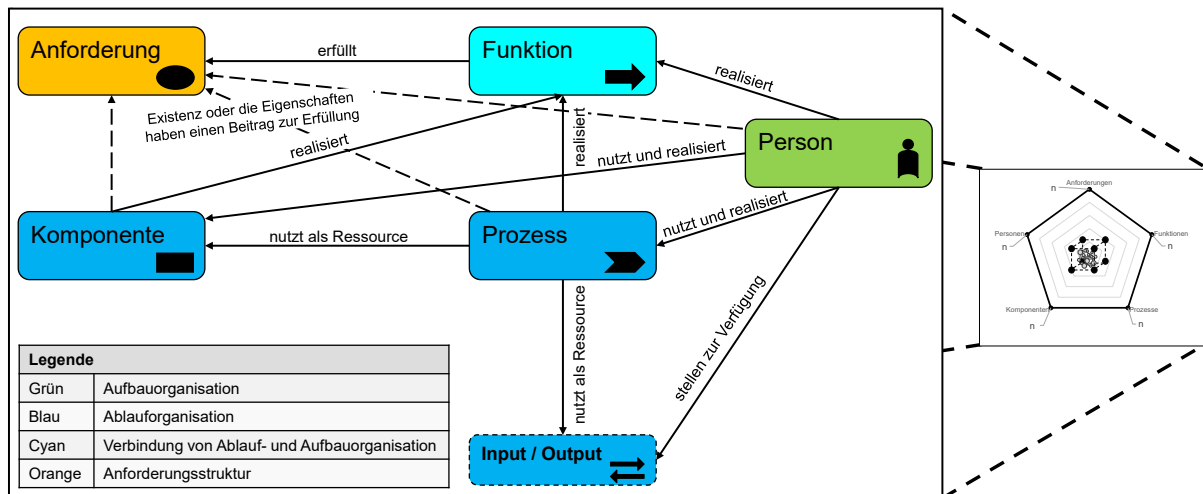 Anforderung
erfüllt
Funktion
realisiert
Existenz oder die Eigenschaften
haben einen Beitrag zur Erfüllung
realisiert
realisiert
nutzt und realisiert
Person
Komponente
nutzt als Ressource
Prozess
nutzt und realisiert
nutzt als Ressource
stellen zur Verfügung
Input / Output
Legende
Grün Aufbauorganisation
Blau Ablauforganisation
Cyan Verbindung von Ablauf- und Aufbauorganisation
Orange Anforderungsstruktur
Anforderungen
n
Personen
n
Funktionen
n
Komponenten
n
Prozesse
n